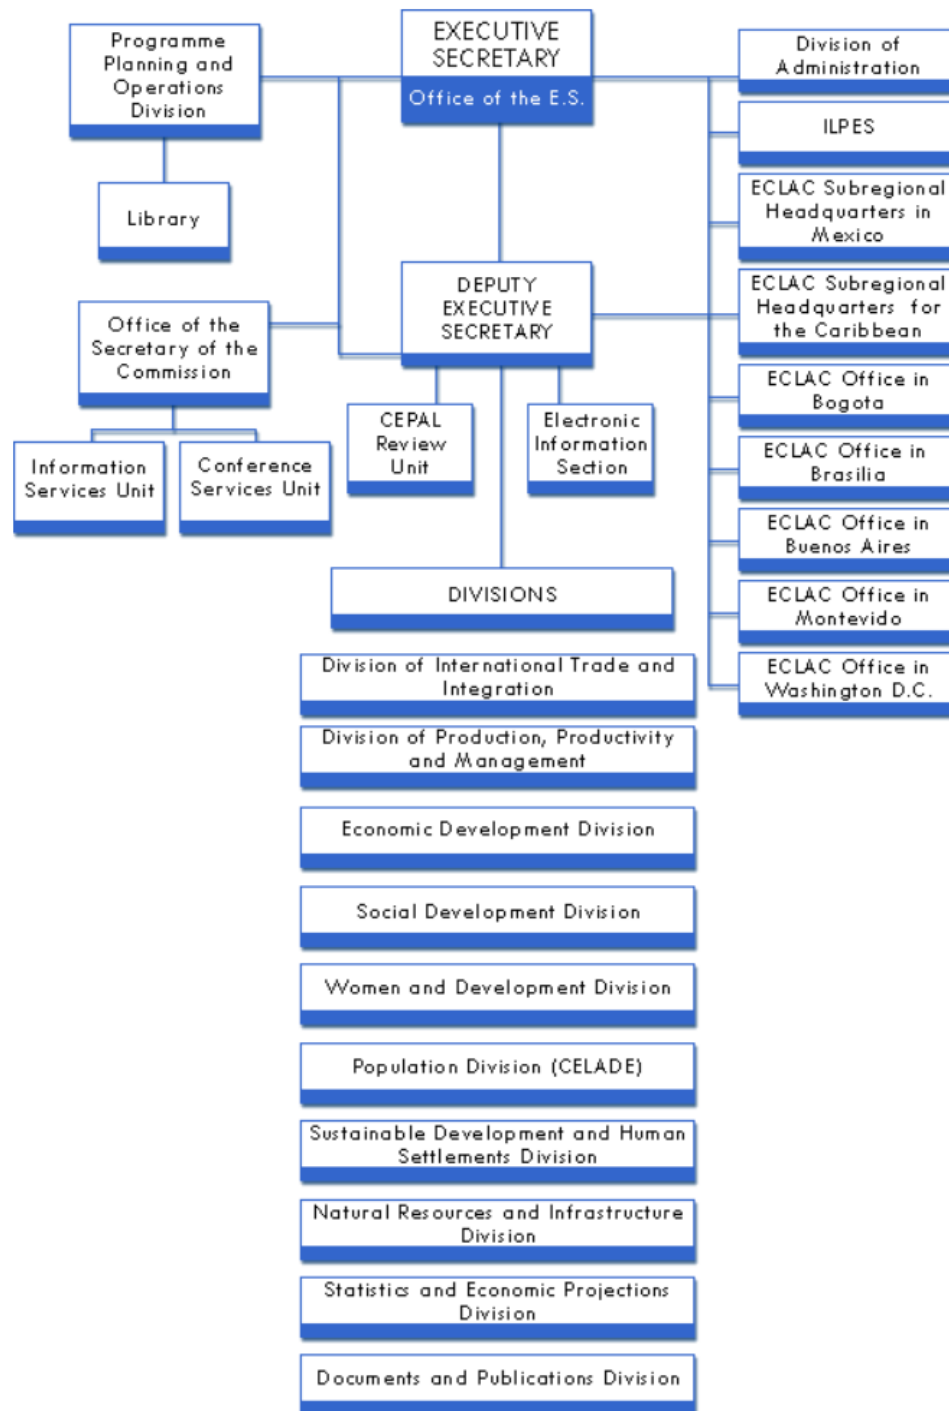 Programme
Planning and
Operations
Division
EXECUTIVE
SECRETARY
Office of the E.S.
Division of
Administration
ILPES
Library
ECLAC Subregional
Headquarters in
Mexico
DEPUTY
EXECUTIVE
SECRETARY
ECLAC Subregional
Headquarters for
the Caribbean
Office of the
Secretary of the
Commission
ECLAC Office in
Bogota
CEPAL
Review
Unit
Electronic
Information
Section
Information
Services Unit
Conference
Services Unit
ECLAC Office in
Brasilia
ECLAC Office in
Buenos Aires
DIVISIONS
ECLAC Office in
Montevido
ECLAC Office in
Washington D.C.
Division of International Trade and
Integration
Division of Production, Productivity
and Management
Economic Development Division
Social Development Division
Women and Development Division
Population Division (CELADE)
Sustainable Development and Human
Settlements Division
Natural Resources and Infrastructure
Division
Statistics and Economic Projections
Division
Documents and Publications Division